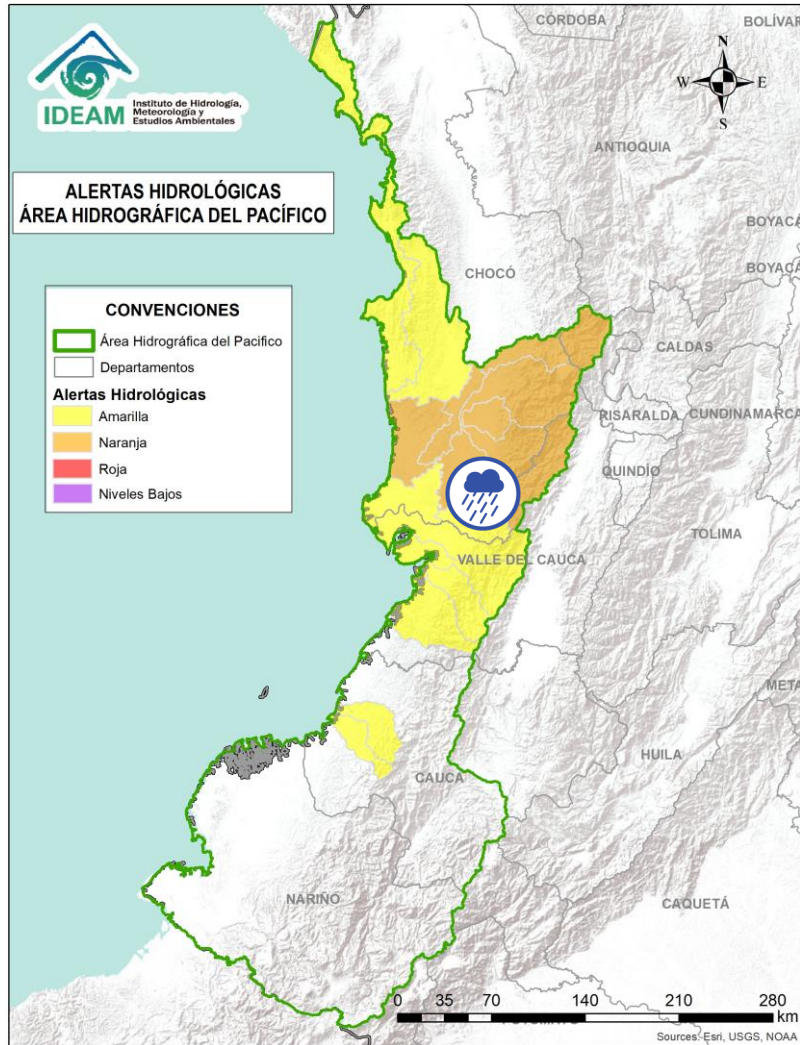 IDEAM
Instituto de Hidrología,
Meteorología y
Estudios Ambientales
ALERTAS HIDROLÓGICAS
ÁREA HIDROGRÁFICA DEL PACÍFICO
CONVENCIONES
Área Hidrográfica del Pacifico
Departamentos
Alertas Hidrológicas
Amarilla
Naranja
Roja
Niveles Bajos
CÓRDOBA
BOLÍVAR
N
W E
S
ANTIOQUIA
BOYACÁ
CHOCÓ
BOYACÁ
CALDAS
RISARALDA
CUNDINAMARCA
QUINDÍO
TOLIMA
VALLE DEL CAUCA
META
HUILA
CAUCA
NARIÑO
CAQUETÁ
0 35 70 140 210 280
km
Sources: Esri, USGS, NOAA